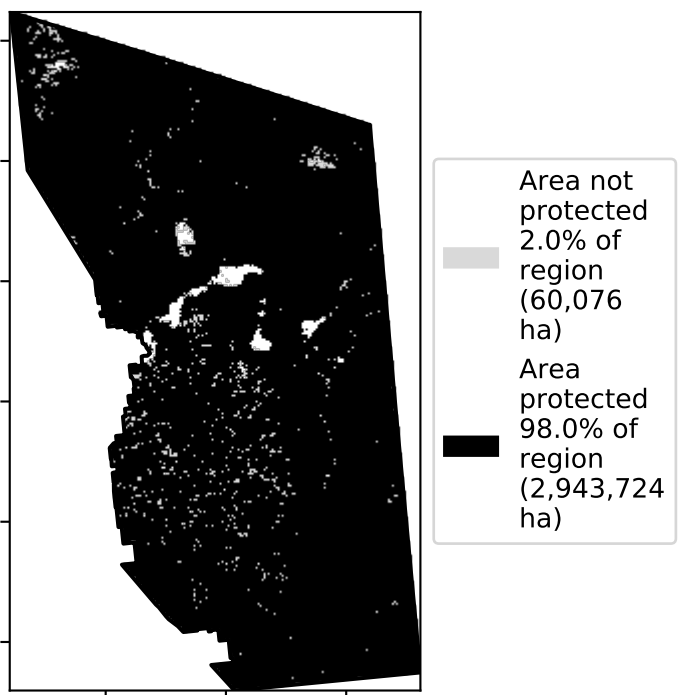 Area not
protected
2.0% of
region
(60,076
ha)
Area
protected
98.0% of
region
(2,943,724
ha)